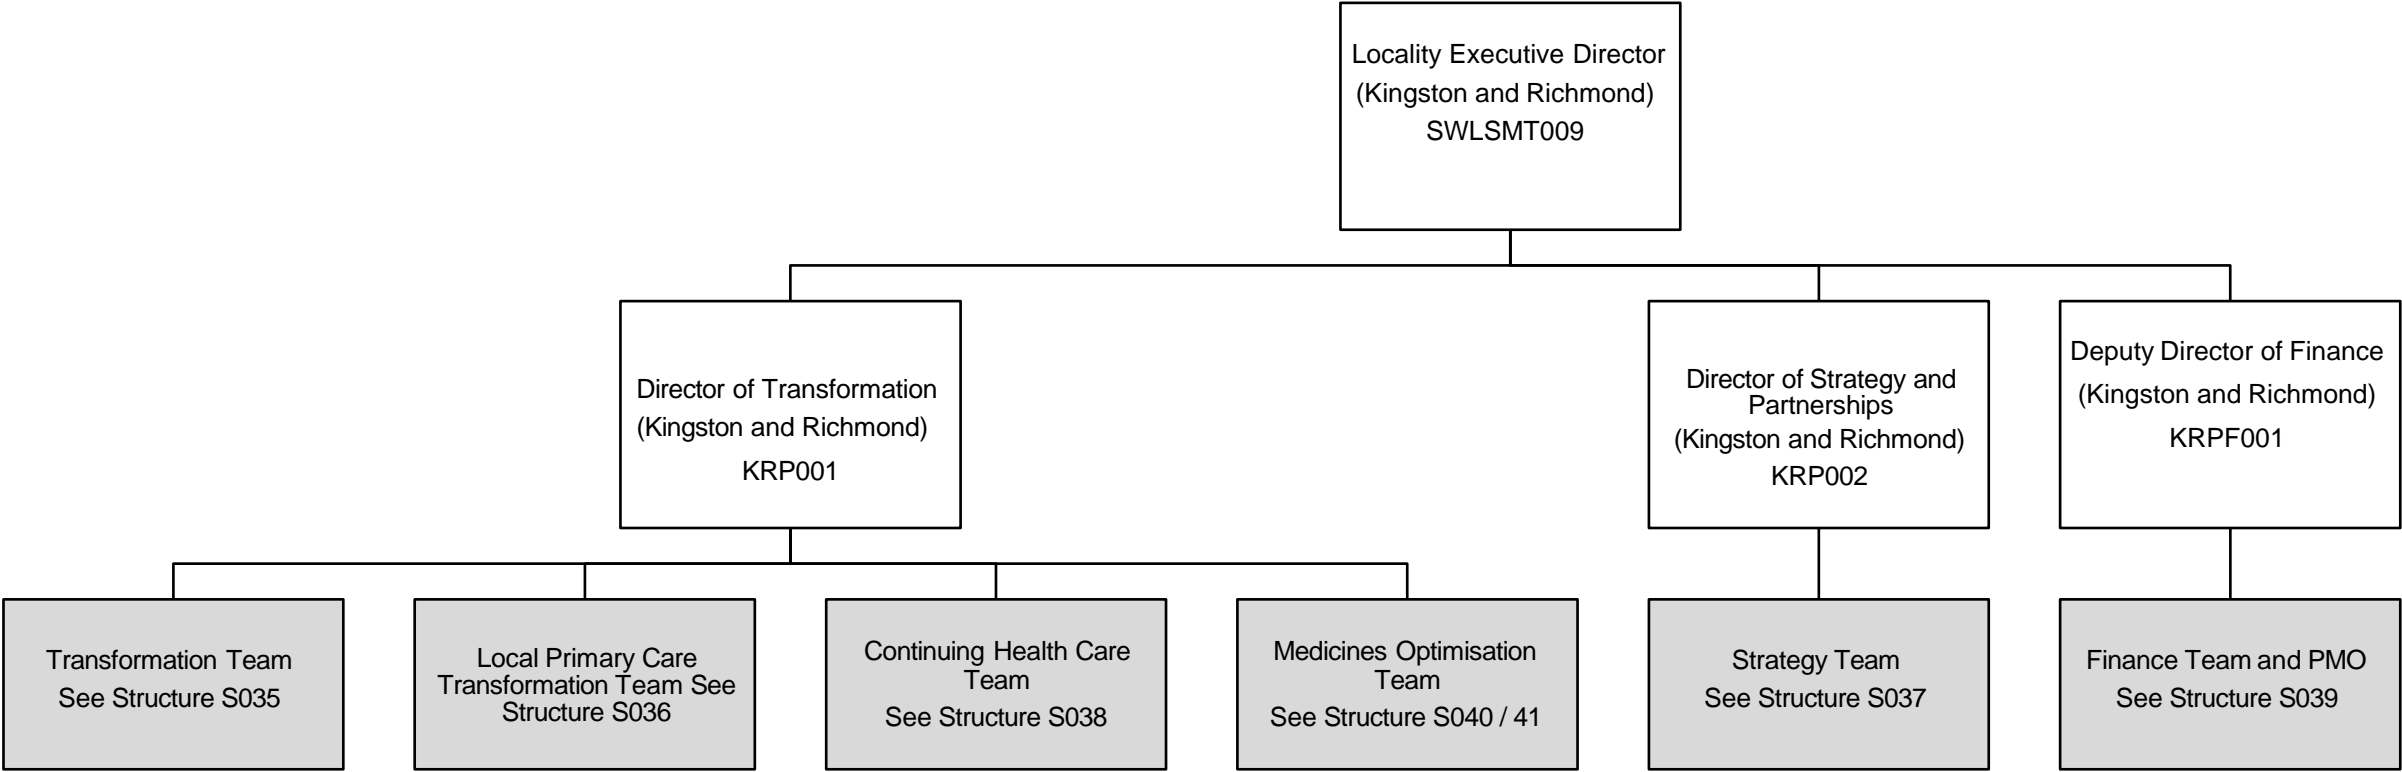 Locality Executive Director
(Kingston and Richmond)
SWLSMT009
Director of Transformation
(Kingston and Richmond)
KRP001
Director of Strategy and
Partnerships
(Kingston and Richmond)
KRP002
Deputy Director of Finance
(Kingston and Richmond)
KRPF001
Transformation Team
See Structure S035
Local Primary Care
Transformation Team See
Structure S036
Continuing Health Care
Team
See Structure S038
Medicines Optimisation
Team
See Structure S040 / 41
Strategy Team
See Structure S037
Finance Team and PMO
See Structure S039